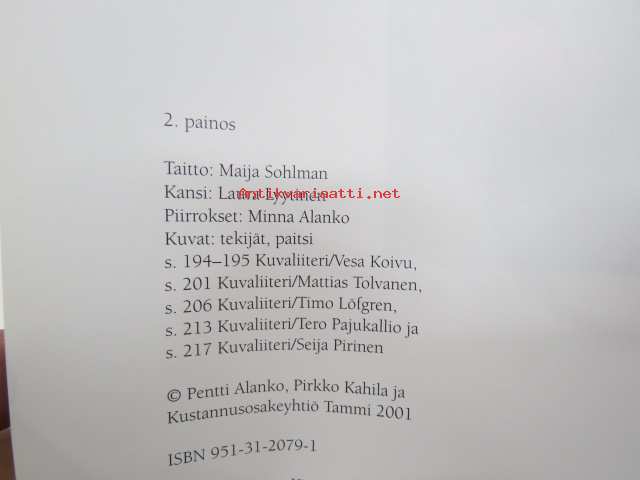 2. painos
Taitto: Maija Sohlman
Kansi: Laura Lyytinen
antikvariaatti.net
Piirrokset: Minna Alanko
Kuvat: tekijät, paitsi
s. 194–195 Kuvaliiteri/Vesa Koivu,
s. 201 Kuvaliiteri/Mattias Tolvanen,
s. 206 Kuvaliiteri/Timo Löfgren,
s. 213 Kuvaliiteri/Tero Pajukallio ja
s. 217 Kuvaliiteri/Seija Pirinen
© Pentti Alanko, Pirkko Kahila ja
Kustannusosakeyhtiö Tammi 2001
ISBN 951-31-2079-1